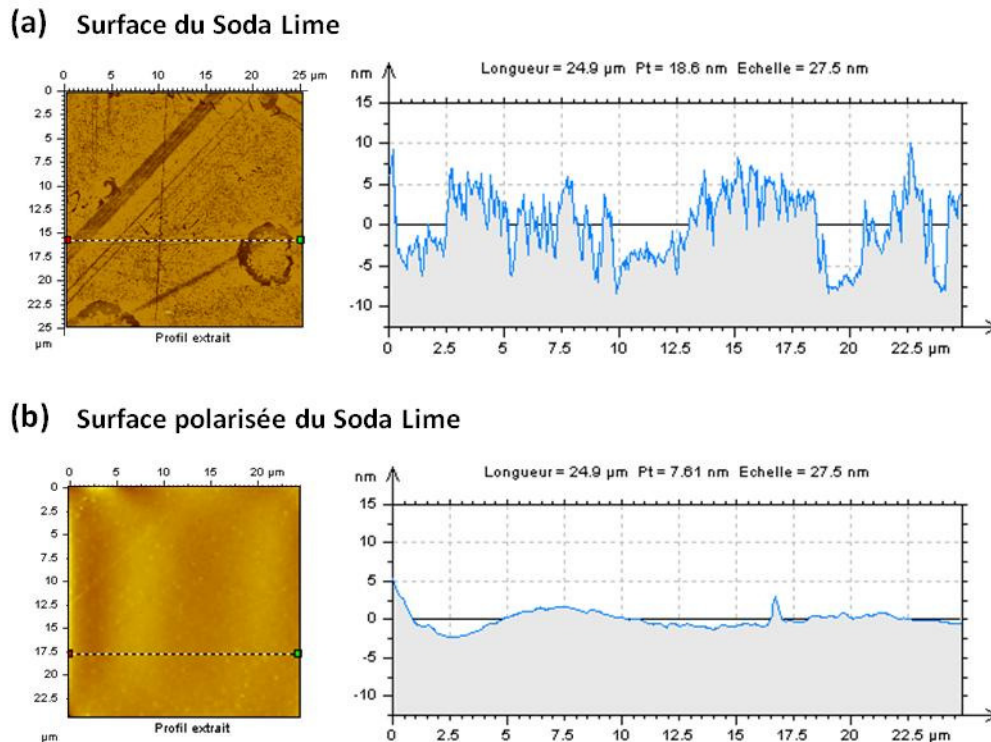 (a) Surface du Soda Lime
0 5 10 15 20 25 µm
0
2.5
5
7.5
10
12.5
15
17.5
20
22.5
25
µm
Profil extrait
nm Longueur = 24.9 µm Pt = 18.6 nm Echelle = 27.5 nm
15
10
5
0
-5
-10
0 2.5 5 7.5 10 12.5 15 17.5 20 22.5 µm
(b) Surface polarisée du Soda Lime
0 5 10 15 20 µm
0
2.5
5
7.5
10
12.5
15
17.5
20
22.5
µm
Profil extrait
nm Longueur = 24.9 µm Pt = 7.61 nm Echelle = 27.5 nm
15
10
5
0
-5
-10
0 2.5 5 7.5 10 12.5 15 17.5 20 22.5 µm